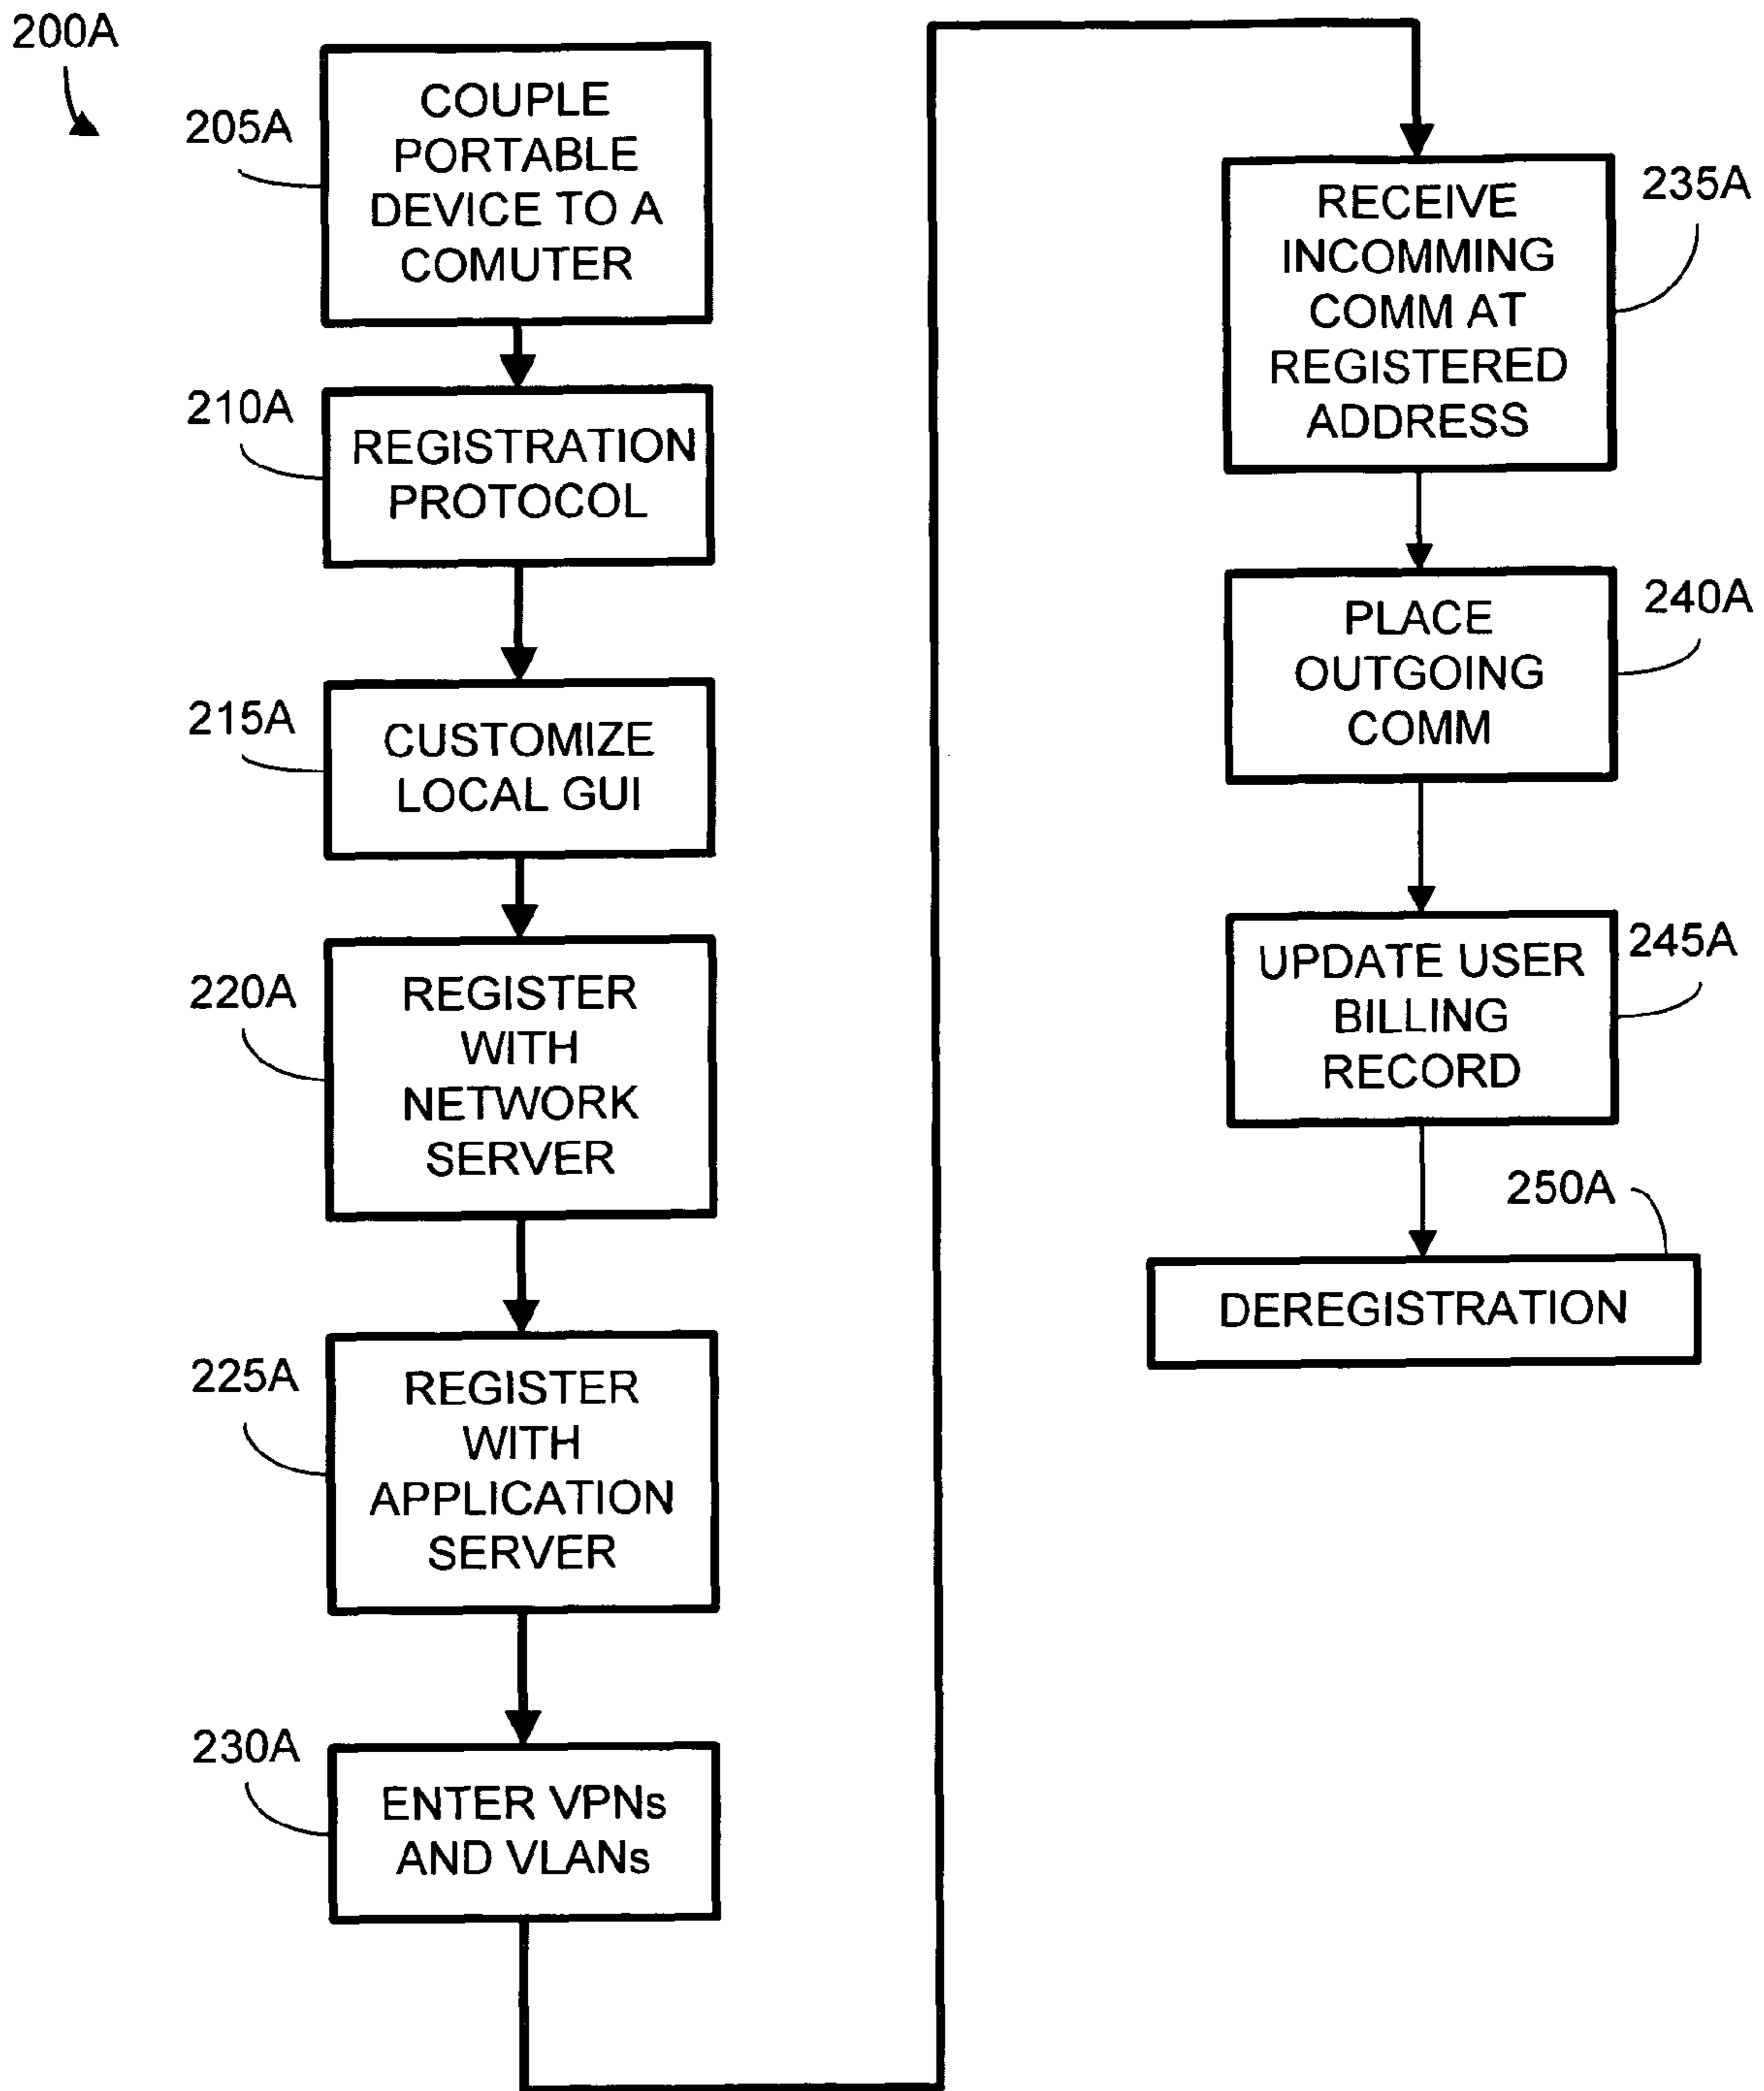 200A
205A
COUPLE
PORTABLE
DEVICE TO A
COMUTER
210A
REGISTRATION
PROTOCOL
215A
CUSTOMIZE
LOCAL GUI
220A
REGISTER
WITH
NETWORK
SERVER
225A
REGISTER
WITH
APPLICATION
SERVER
230A
ENTER VPNs
AND VLANs
235A
RECEIVE
INCOMMING
COMM AT
REGISTERED
ADDRESS
240A
PLACE
OUTGOING
COMM
245A
UPDATE USER
BILLING
RECORD
250A
DEREGISTRATION